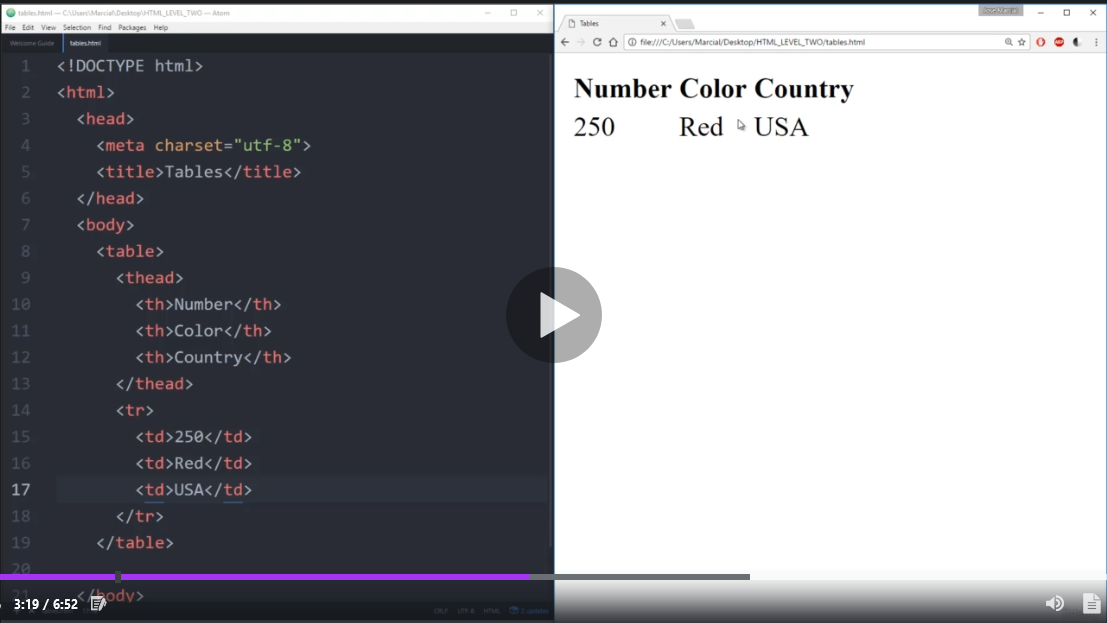 tables.html — C:\Users\Marcial\Desktop\HTML_LEVEL_TWO — Atom
File Edit View Selection Find Packages Help
Welcome Guide tables.html
1 <!DOCTYPE html>
2 <html>
3 <head>
4 <meta charset="utf-8">
5 <title>Tables</title>
6 </head>
7 <body>
8 <table>
9 <thead>
10 <th>Number</th>
11 <th>Color</th>
12 <th>Country</th>
13 </thead>
14 <tr>
15 <td>250</td>
16 <td>Red</td>
17 <td>USA</td>
18 </tr>
19 </table>
20
21 </body>
CRLF UTF-8 HTML 2 updates
Jose Marcial
Tables
file:///C:/Users/Marcial/Desktop/HTML_LEVEL_TWO/tables.html
Number Color Country
250 Red USA
3:19 / 6:52